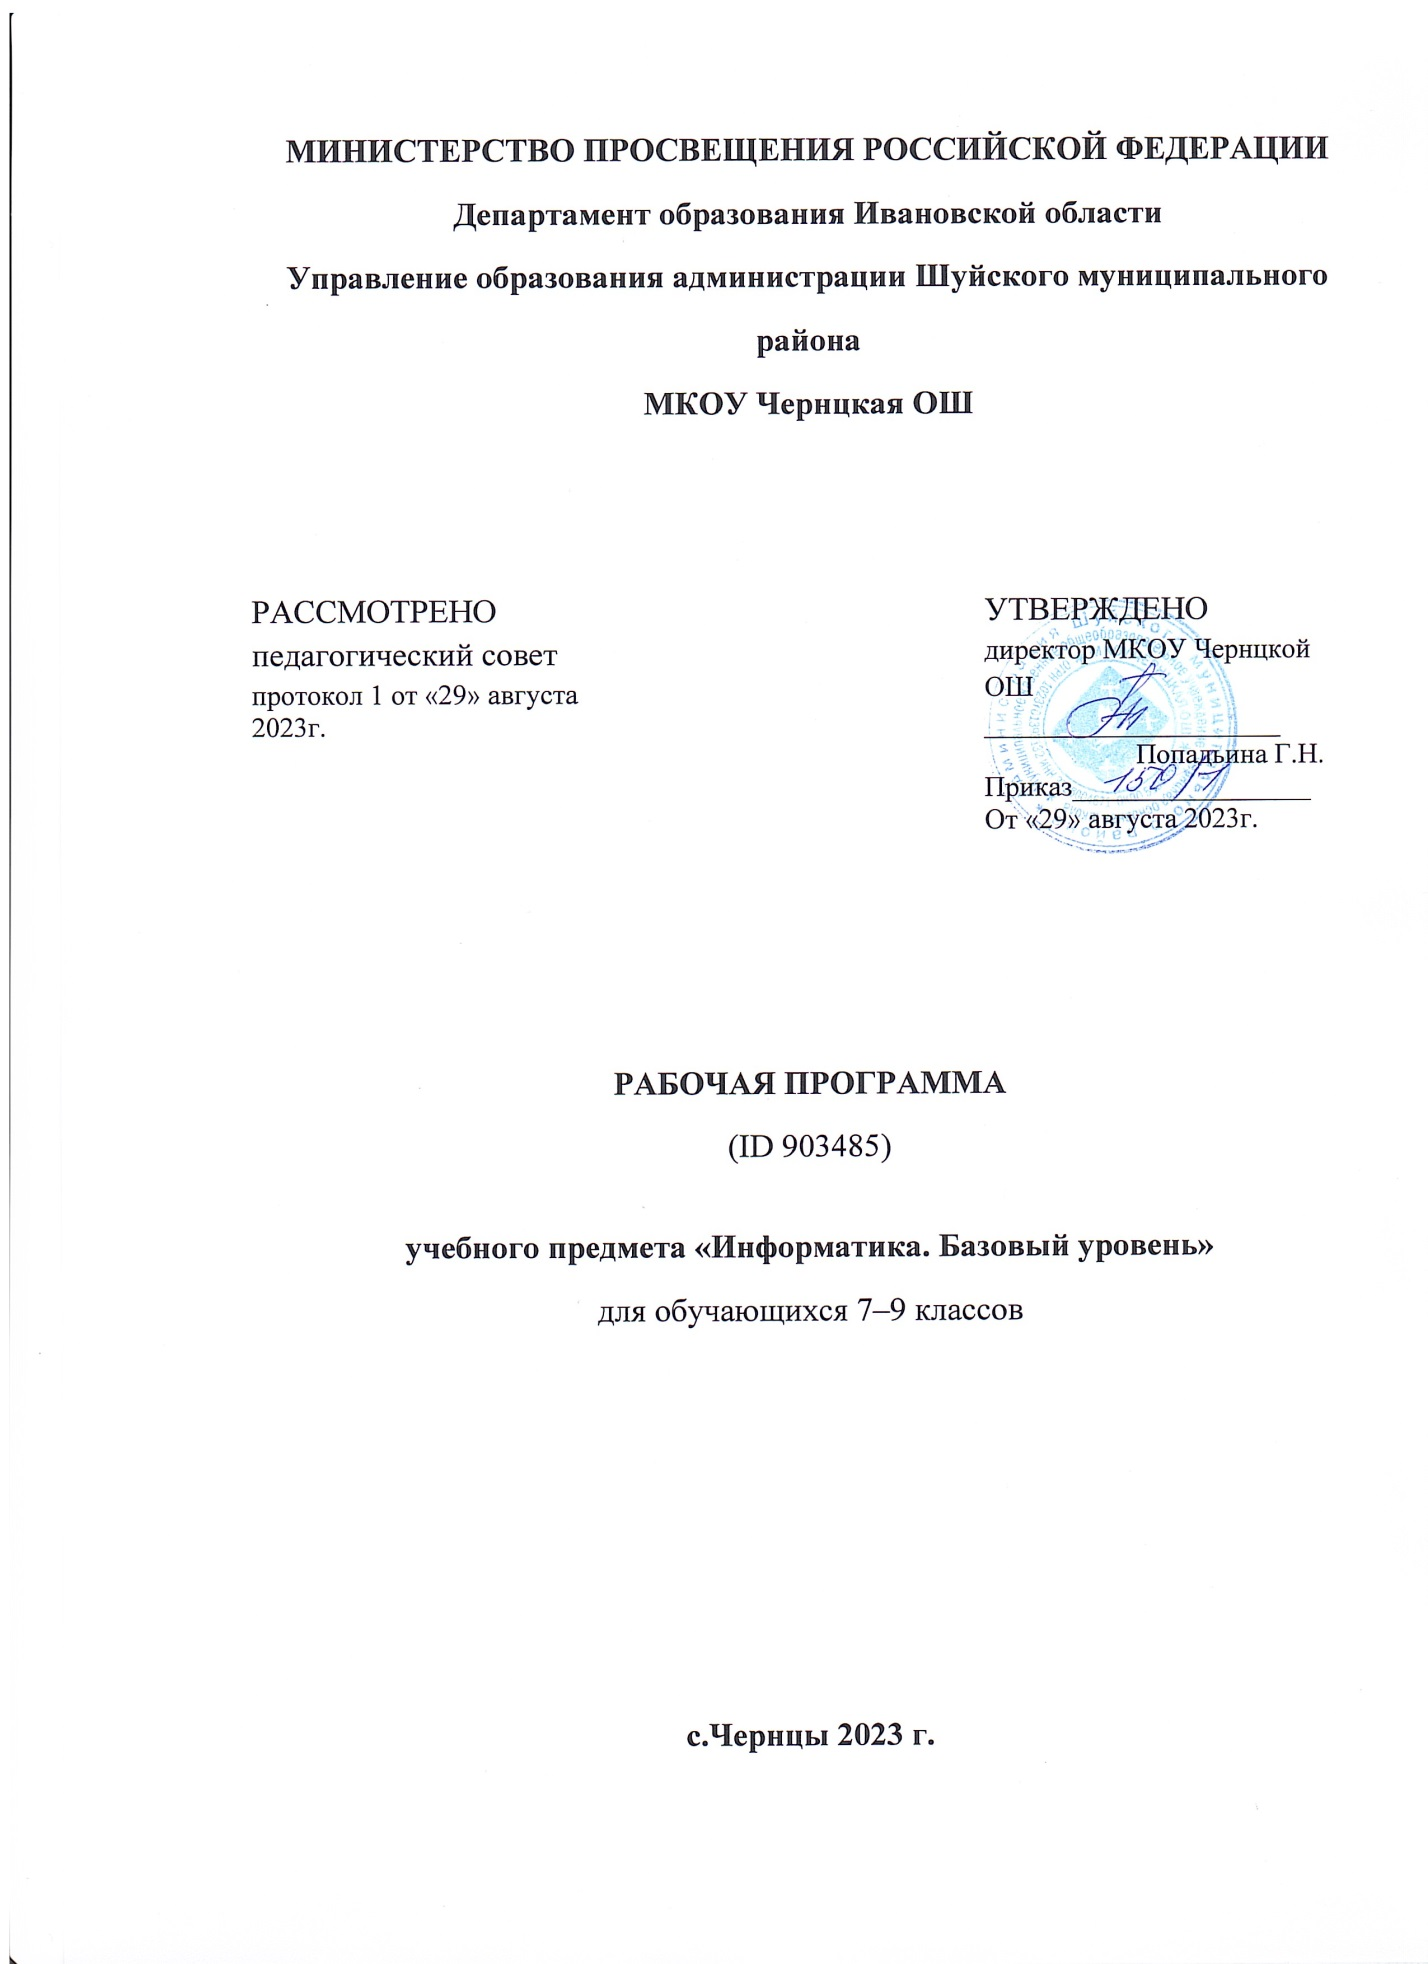 МИНИСТЕРСТВО ПРОСВЕЩЕНИЯ РОССИЙСКОЙ ФЕДЕРАЦИИ
Департамент образования Ивановской области
Управление образования администрации Шуйского муниципального
района
МКОУ Чернцкая ОШ
РАССМОТРЕНО
педагогический совет
протокол 1 от «29» августа
2023г.
УТВЕРЖДЕНО
директор МКОУ Чернцкой
ОШ
Попадьина Г.Н.
Приказ 150/1
От «29» августа 2023г.
РАБОЧАЯ ПРОГРАММА
(ID 903485)
учебного предмета «Информатика. Базовый уровень»
для обучающихся 7–9 классов
с.Чернцы 2023 г.